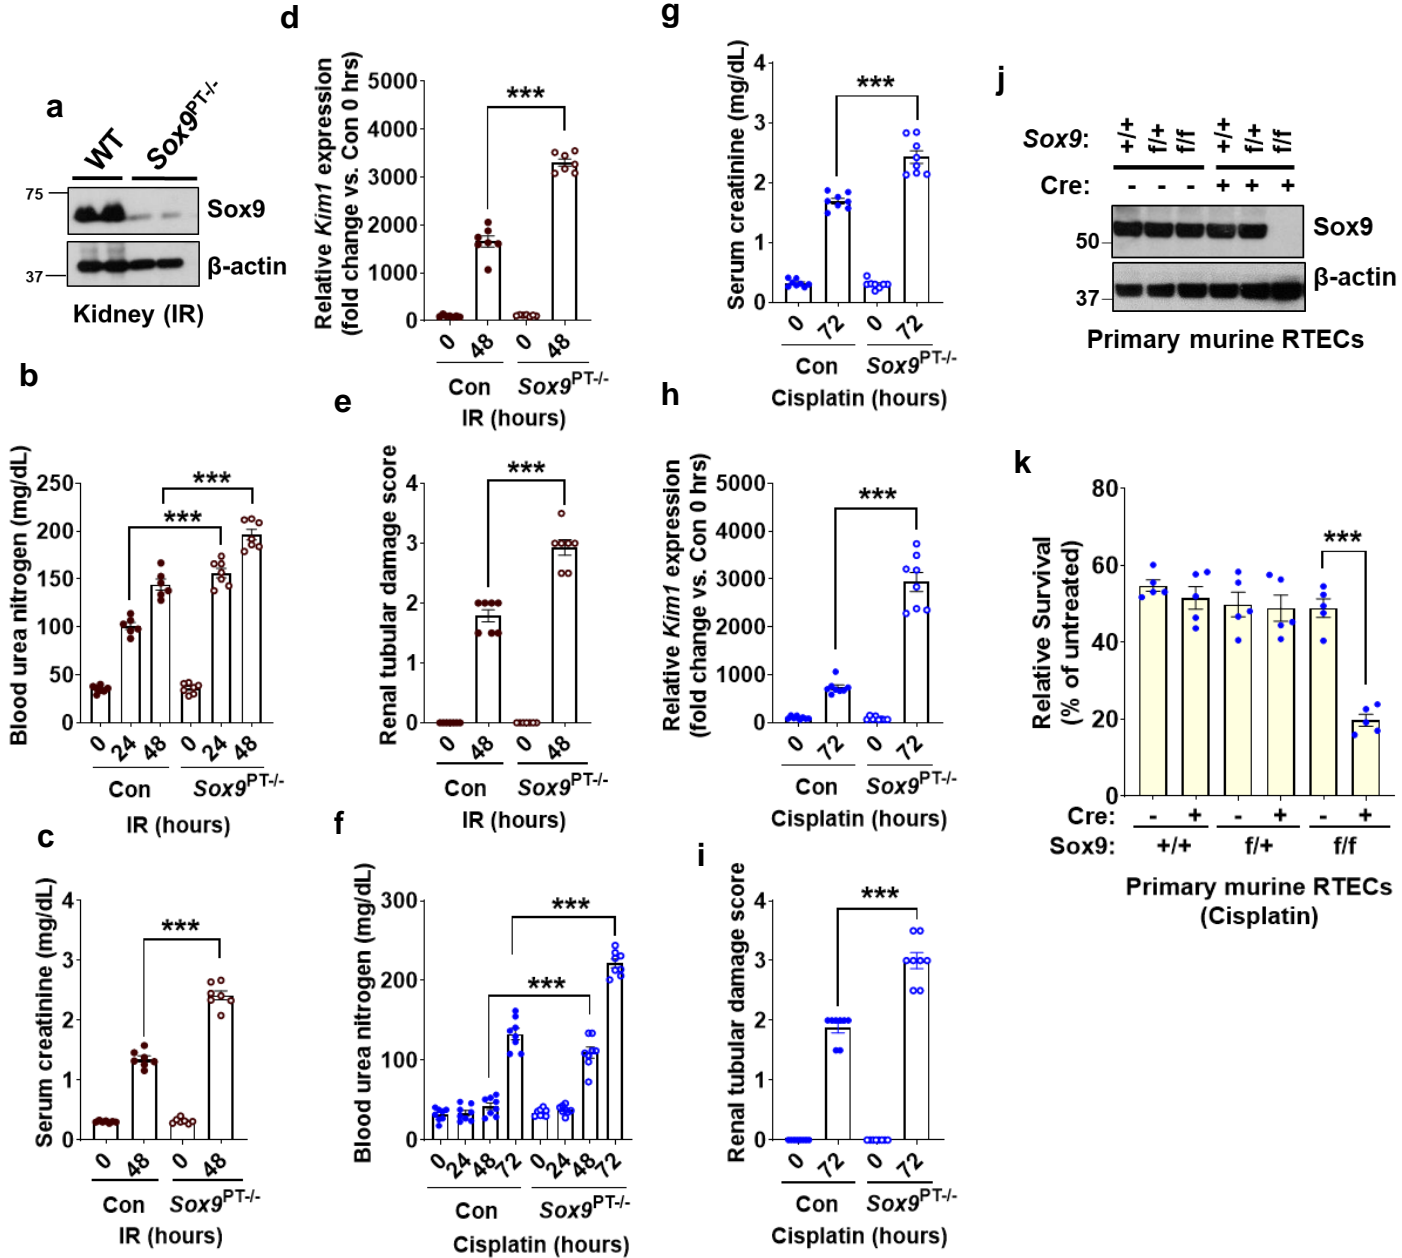 a
WT
Sox9PT-/-
75
Sox9
37
β-actin
Kidney (IR)
b
Blood urea nitrogen (mg/dL)
250
200
150
100
50
0
***
***
0 24 48 0 24 48
Con Sox9PT-/-
IR (hours)
c
Serum creatinine (mg/dL)
4
3
2
1
0
***
0 48 0 48
Con Sox9PT-/-
IR (hours)
d
Relative Kim1 expression
(fold change vs. Con 0 hrs)
5000
4000
3000
2000
1000
0
***
0 48 0 48
Con Sox9PT-/-
IR (hours)
e
Renal tubular damage score
4
3
2
1
0
***
0 48 0 48
Con Sox9PT-/-
IR (hours)
f
Blood urea nitrogen (mg/dL)
300
200
100
0
***
***
0 24 48 72 0 24 48 72
Con Sox9PT-/-
Cisplatin (hours)
g
Serum creatinine (mg/dL)
4
3
2
1
0
***
0 72 0 72
Con Sox9PT-/-
Cisplatin (hours)
h
Relative Kim1 expression
(fold change vs. Con 0 hrs)
5000
4000
3000
2000
1000
0
***
0 72 0 72
Con Sox9PT-/-
Cisplatin (hours)
i
Renal tubular damage score
4
3
2
1
0
***
0 72 0 72
Con Sox9PT-/-
Cisplatin (hours)
j
Sox9: +/+ f/+ f/f +/+ f/+ f/f
Cre: - - - + + +
Sox9
50
β-actin
37
Primary murine RTECs
k
Relative Survival
(% of untreated)
80
60
40
20
0
***
Cre: - + - + - +
Sox9: +/+ f/+ f/f
Primary murine RTECs
(Cisplatin)